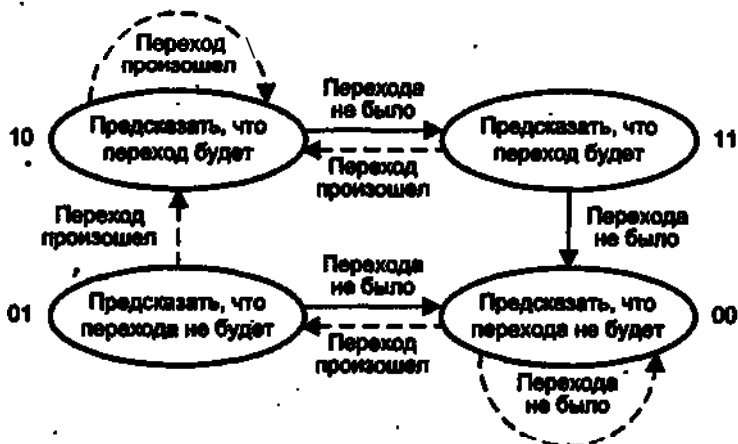 Переход
произошел
Перехода
не было
10
Предсказать, что
переход будет
Предсказать, что
переход будет
11
Переход
произошел
Переход
произошел
Перехода
не было
Перехода
не было
01
Предсказать, что
перехода не будет
Предсказать, что
перехода не будет
00
Переход
произошел
Перехода
не было